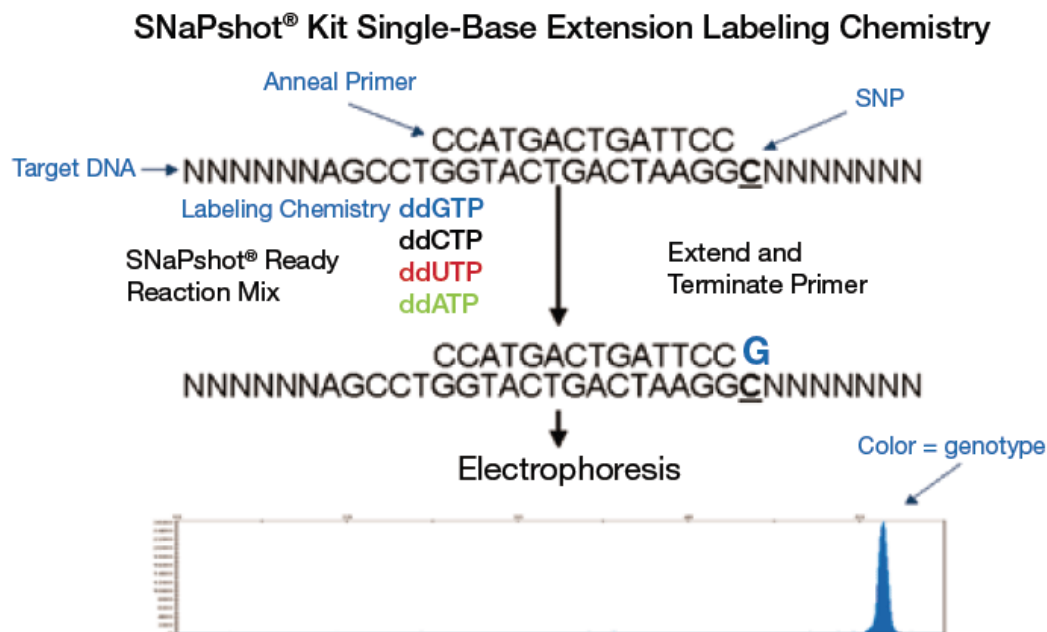 SNaPshot® Kit Single-Base Extension Labeling Chemistry
Anneal Primer
SNP
CCATGACTGATTCC
Target DNA
NNNNNNAGCCTGGTACTGACTAAGGCNNNNNNN
Labeling Chemistry ddGTP
ddCTP
ddUTP
ddATP
SNaPshot® Ready
Reaction Mix
Extend and
Terminate Primer
CCATGACTGATTCC G
NNNNNNAGCCTGGTACTGACTAAGGCNNNNNNN
Electrophoresis
Color = genotype